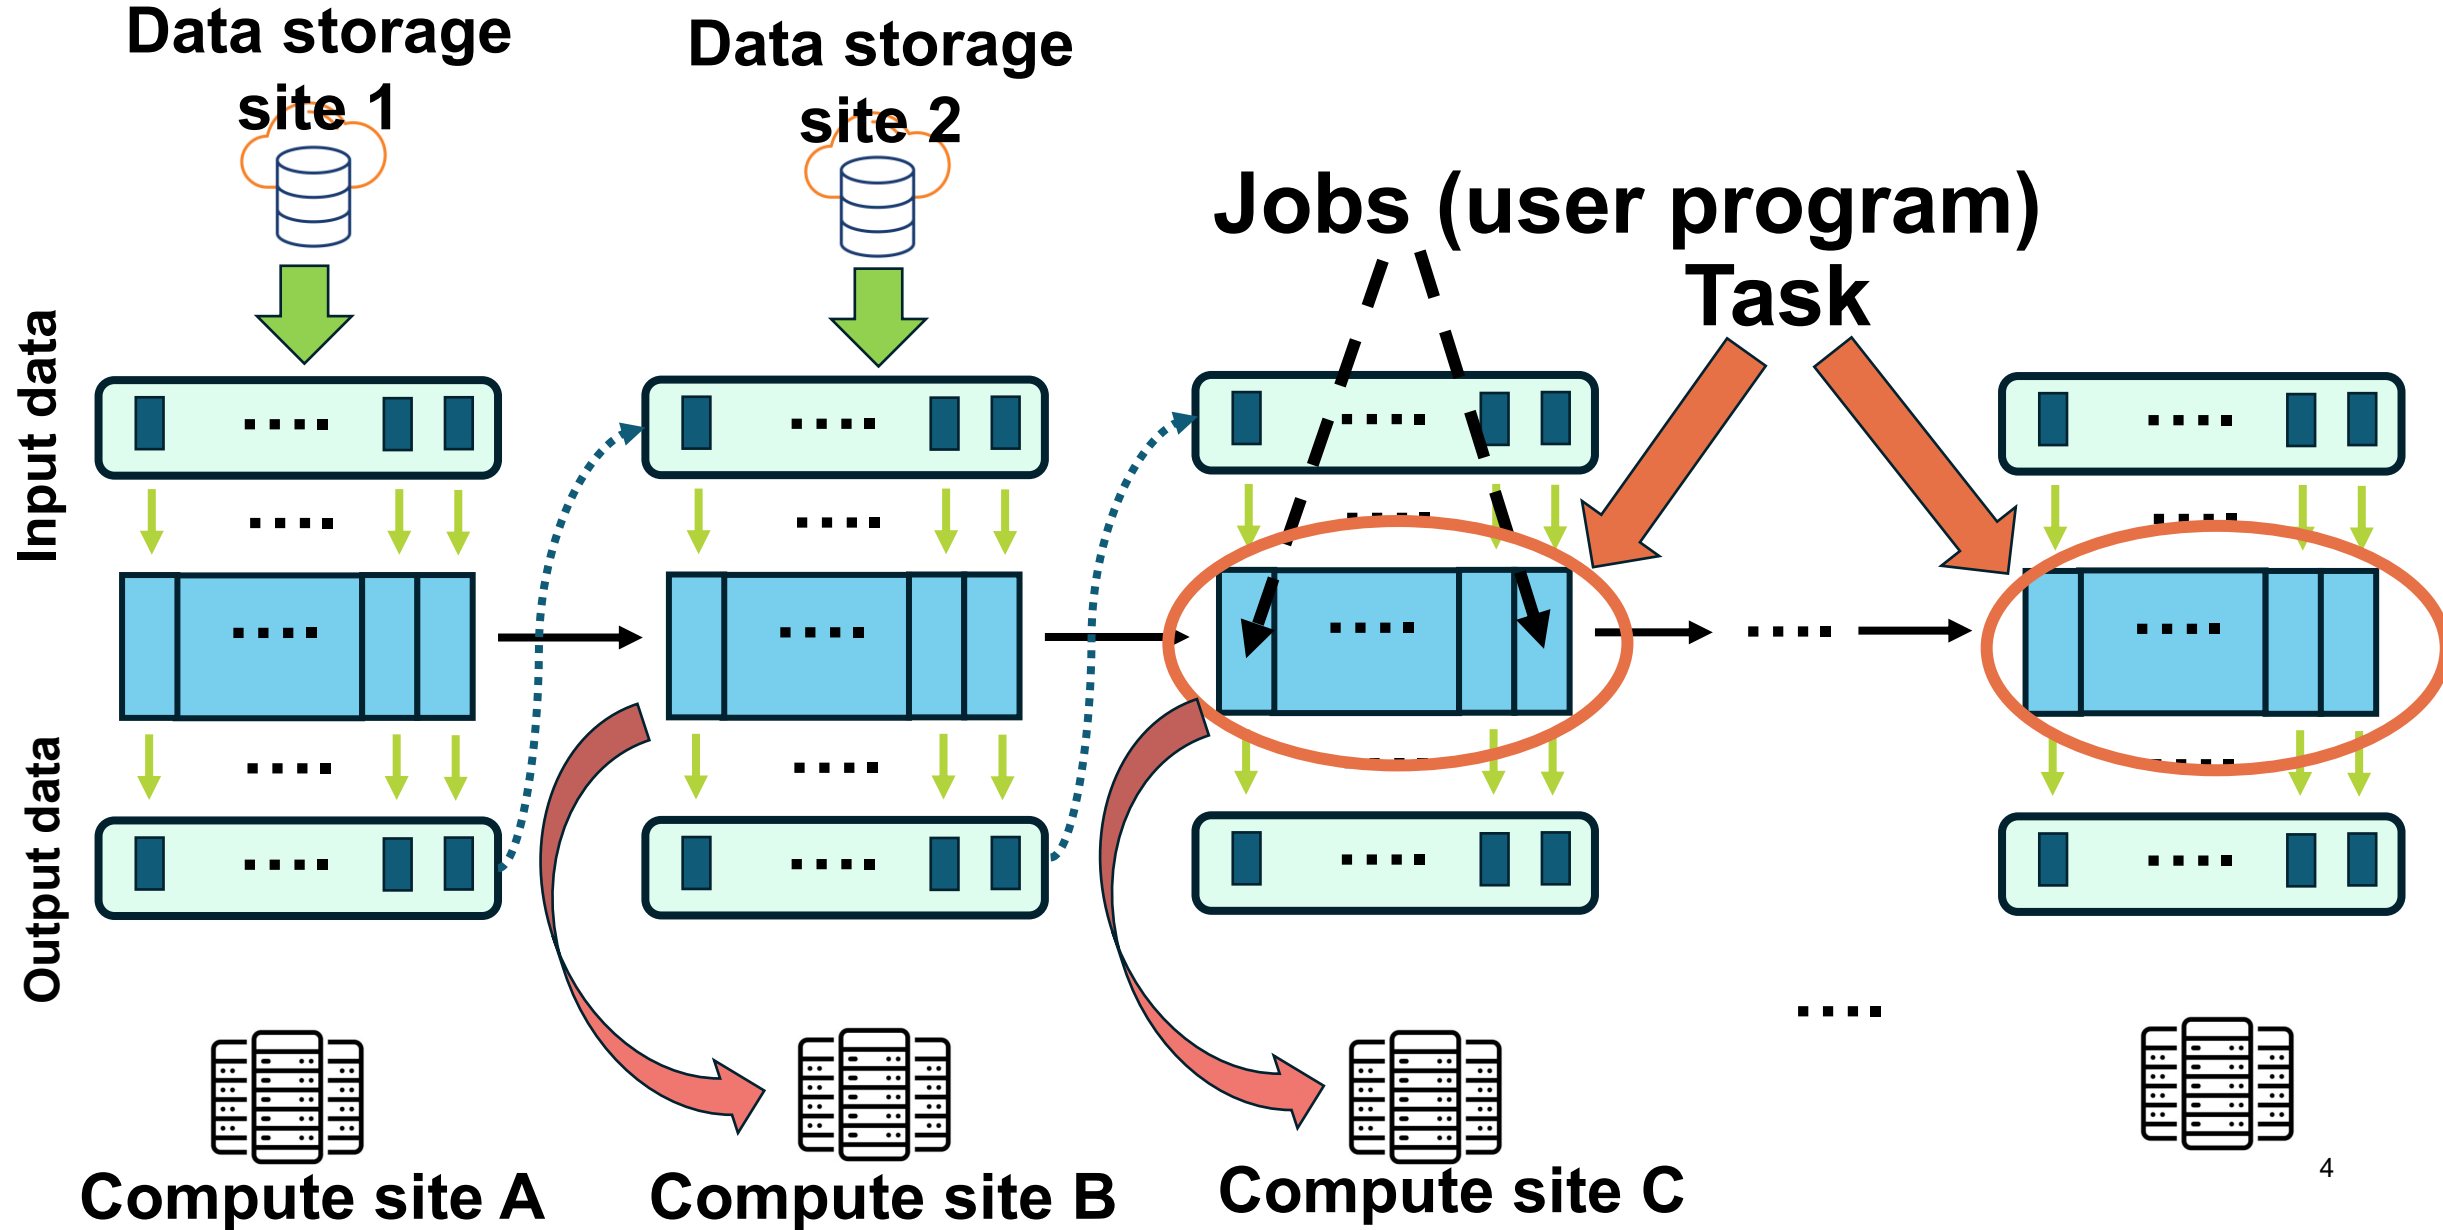 Data storage
site 1
Data storage
site 2
Jobs (user program)
Task
Input data
Output data
Compute site A
Compute site B
Compute site C
4